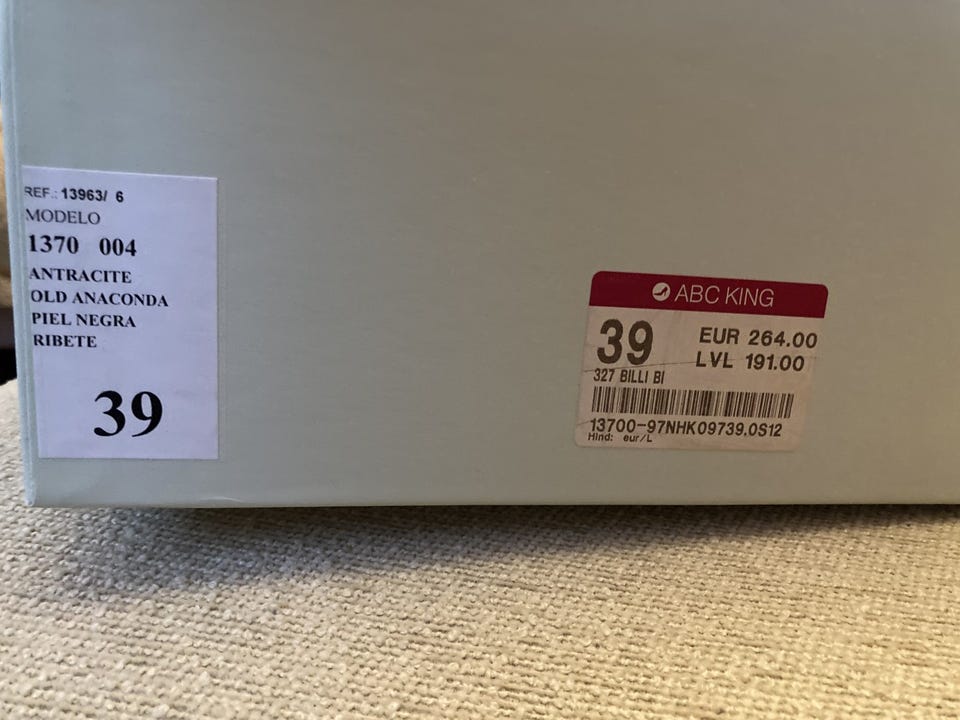 REF.: 13963/ 6
MODELO
1370 004
ANTRACITE
OLD ANACONDA
PIEL NEGRA
RIBETE
39
ABC KING
39
EUR 264.00
LVL 191.00
327 BILLI BI
13700-97NHK09739.0S12
Hind: eur/L